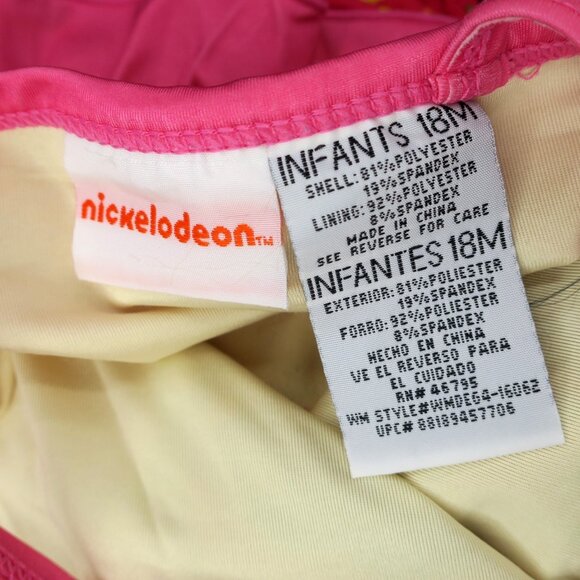 nickelodeon™
INFANTS 18M
SHELL: 81%POLYESTER
19%SPANDEX
LINING: 92%POLYESTER
8%SPANDEX
MADE IN CHINA
SEE REVERSE FOR CARE
INFANTES 18M
EXTERIOR: 81%POLIESTER
19%SPANDEX
FORRO: 92%POLIESTER
8%SPANDEX
HECHO EN CHINA
VE EL REVERSO PARA
EL CUIDADO
RN# 46795
WM STYLE#WMDEG4-16062
UPC# 88189457706